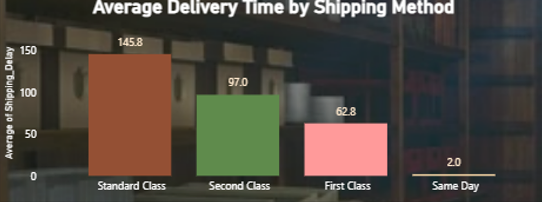 Average Delivery Time by Shipping Method
Average of Shipping_Delay
150
100
50
0
145.8
97.0
62.8
2.0
Standard Class
Second Class
First Class
Same Day